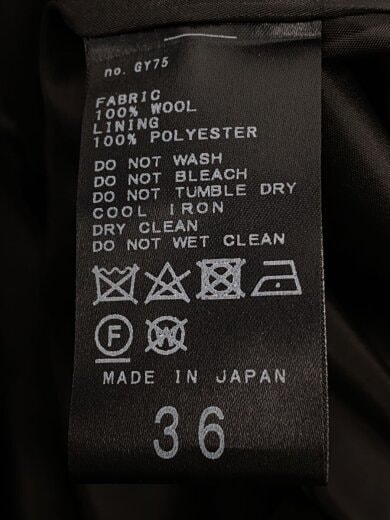 no. GY75
FABRIC
100% WOOL
LINING
100% POLYESTER
DO NOT WASH
DO NOT BLEACH
DO NOT TUMBLE DRY
COOL IRON
DRY CLEAN
DO NOT WET CLEAN
F W
MADE IN JAPAN
36